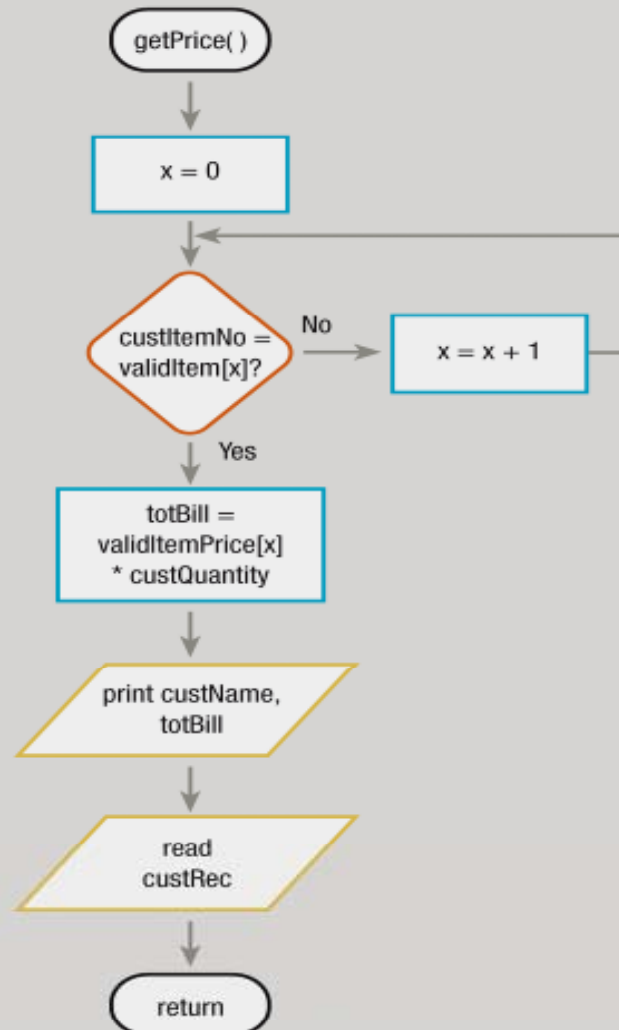 getPrice( )
x = 0
custItemNo =
validItem[x]?
No
x = x + 1
Yes
totBill =
validItemPrice[x]
* custQuantity
print custName,
totBill
read
custRec
return